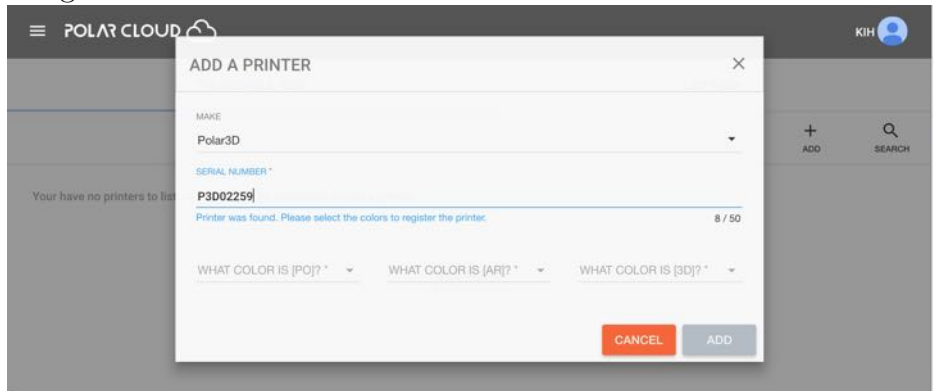 POLAR CLOUD
KIH
ADD A PRINTER
MAKE
Polar3D
ADD
SEARCH
SERIAL NUMBER *
Your have no printers to list
P3D02259
Printer was found. Please select the colors to register the printer.
8 / 50
WHAT COLOR IS [PO]? *
WHAT COLOR IS [AR]? *
WHAT COLOR IS [3D]? *
CANCEL
ADD